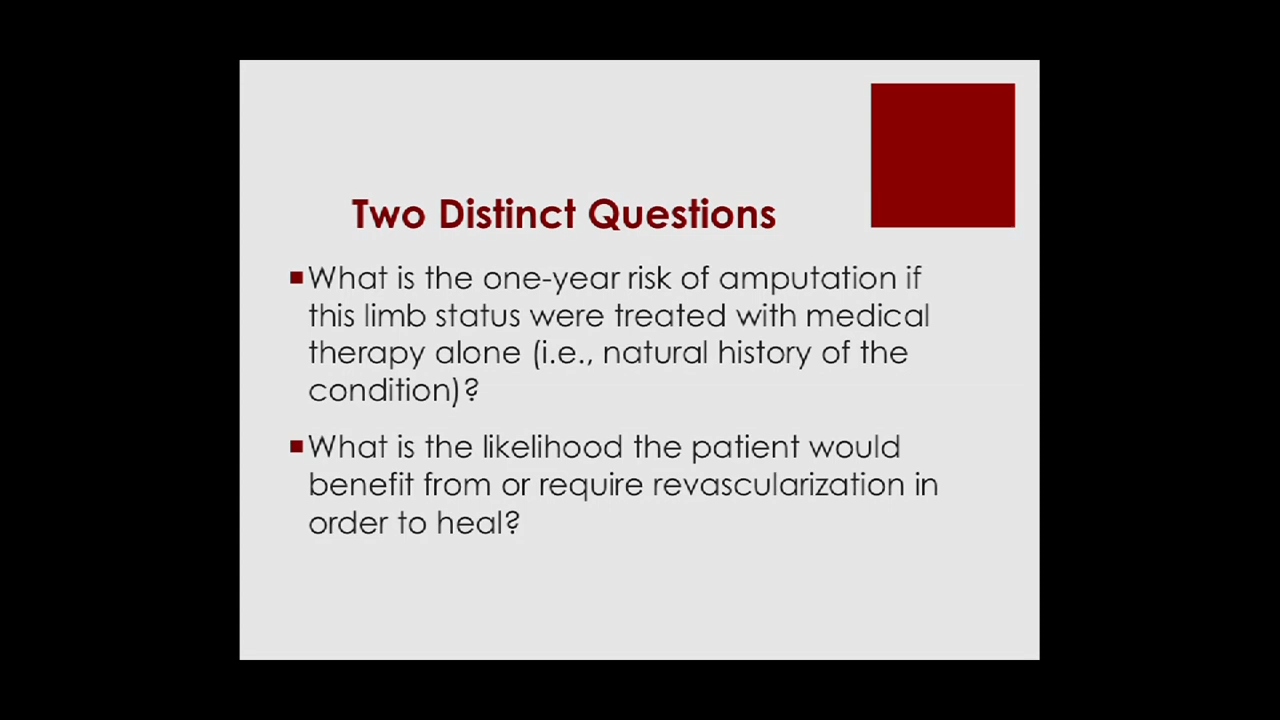 Two Distinct Questions
What is the one-year risk of amputation if
this limb status were treated with medical
therapy alone (i.e., natural history of the
condition)?
What is the likelihood the patient would
benefit from or require revascularization in
order to heal?